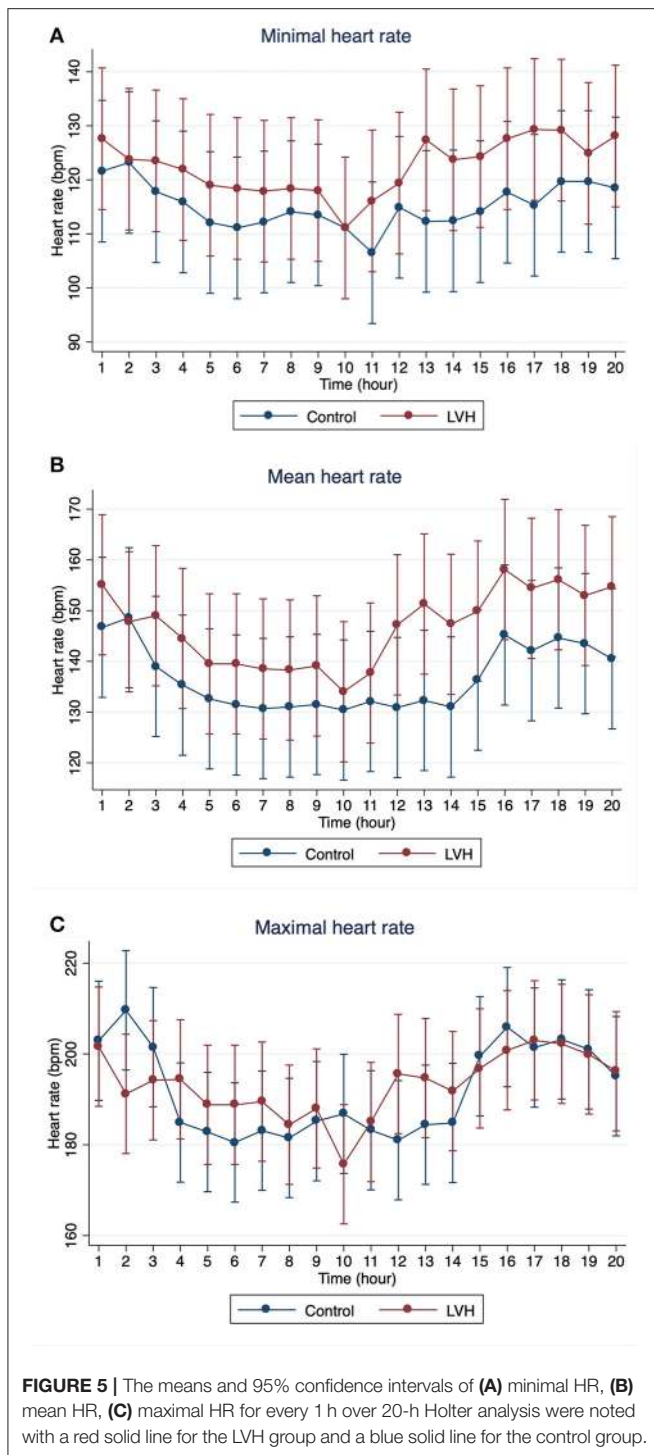 A
Minimal heart rate
Heart rate (bpm)
140
130
120
110
100
90
1 2 3 4 5 6 7 8 9 10 11 12 13 14 15 16 17 18 19 20
Time (hour)
Control LVH
B
Mean heart rate
Heart rate (bpm)
170
160
150
140
130
120
1 2 3 4 5 6 7 8 9 10 11 12 13 14 15 16 17 18 19 20
Time (hour)
Control LVH
C
Maximal heart rate
Heart rate (bpm)
220
200
180
160
1 2 3 4 5 6 7 8 9 10 11 12 13 14 15 16 17 18 19 20
Time (hour)
Control LVH
FIGURE 5 | The means and 95% confidence intervals of (A) minimal HR, (B)
mean HR, (C) maximal HR for every 1 h over 20-h Holter analysis were noted
with a red solid line for the LVH group and a blue solid line for the control group.